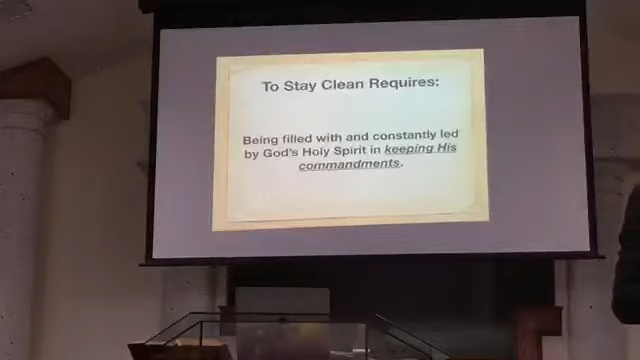 To Stay Clean Requires:
Being filled with and constantly led
by God's Holy Spirit in keeping His
commandments.